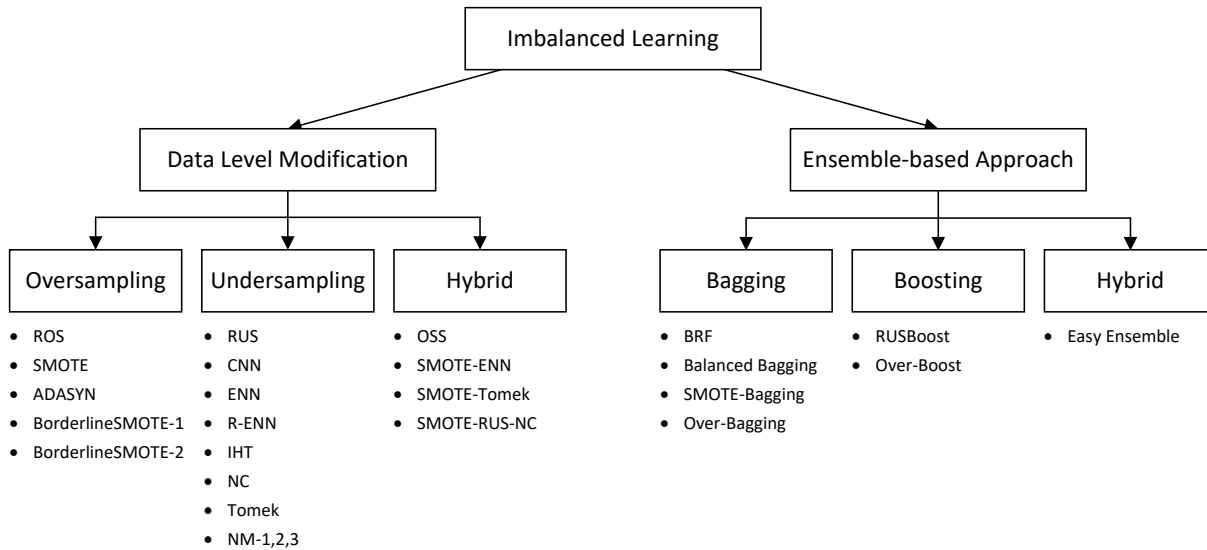 Imbalanced Learning
Data Level Modification
Ensemble-based Approach
Oversampling
Undersampling
Hybrid
Bagging
Boosting
Hybrid
• ROS
• SMOTE
• ADASYN
• BorderlineSMOTE-1
• BorderlineSMOTE-2
• RUS
• CNN
• ENN
• R-ENN
• IHT
• NC
• Tomek
• NM-1,2,3
• OSS
• SMOTE-ENN
• SMOTE-Tomek
• SMOTE-RUS-NC
• BRF
• Balanced Bagging
• SMOTE-Bagging
• Over-Bagging
• RUSBoost
• Over-Boost
• Easy Ensemble